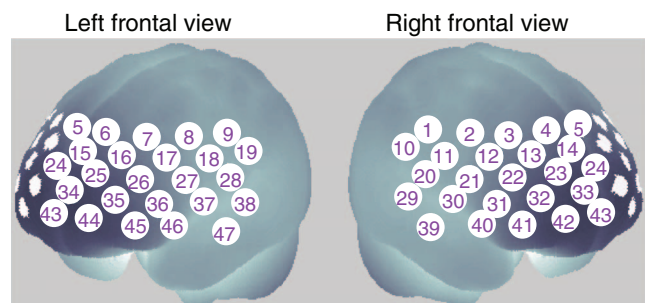 Left frontal view
Right frontal view
5 6 7 8 9
15 16 17 18 19
24 25 26 27 28
34 35 36 37 38
43 44 45 46 47
1 2 3 4 5
10 11 12 13 14
20 21 22 23 24
29 30 31 32 33
39 40 41 42 43